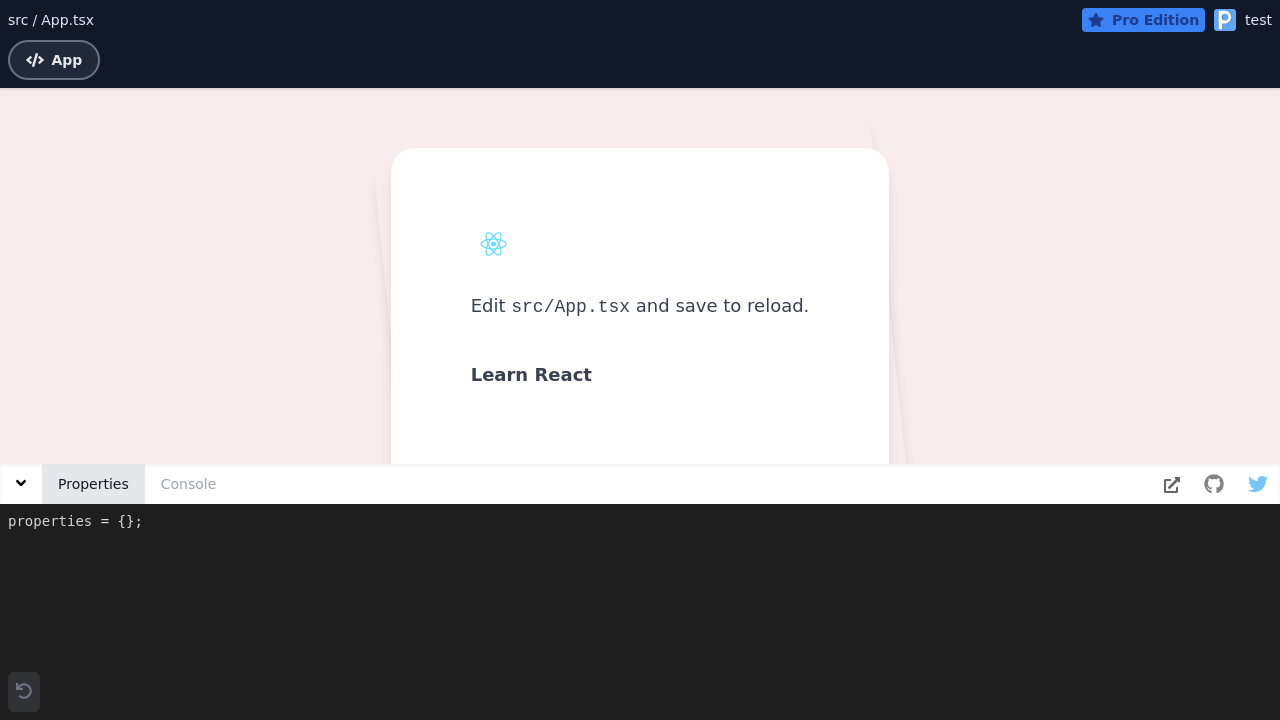 src / App.tsx
Pro Edition
test
App
Edit src/App.tsx and save to reload.
Learn React
Properties
Console
properties = {};